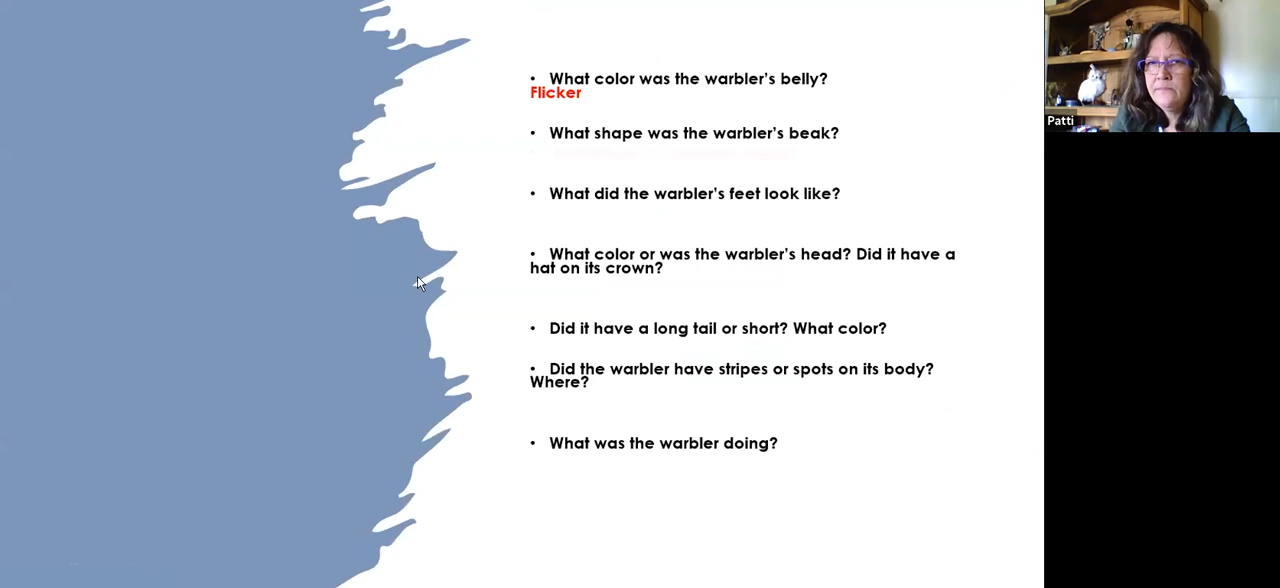 • What color was the warbler's belly?
Flicker
• What shape was the warbler's beak?
• What did the warbler's feet look like?
• What color or was the warbler's head? Did it have a
hat on its crown?
• Did it have a long tail or short? What color?
• Did the warbler have stripes or spots on its body?
Where?
• What was the warbler doing?
Patti